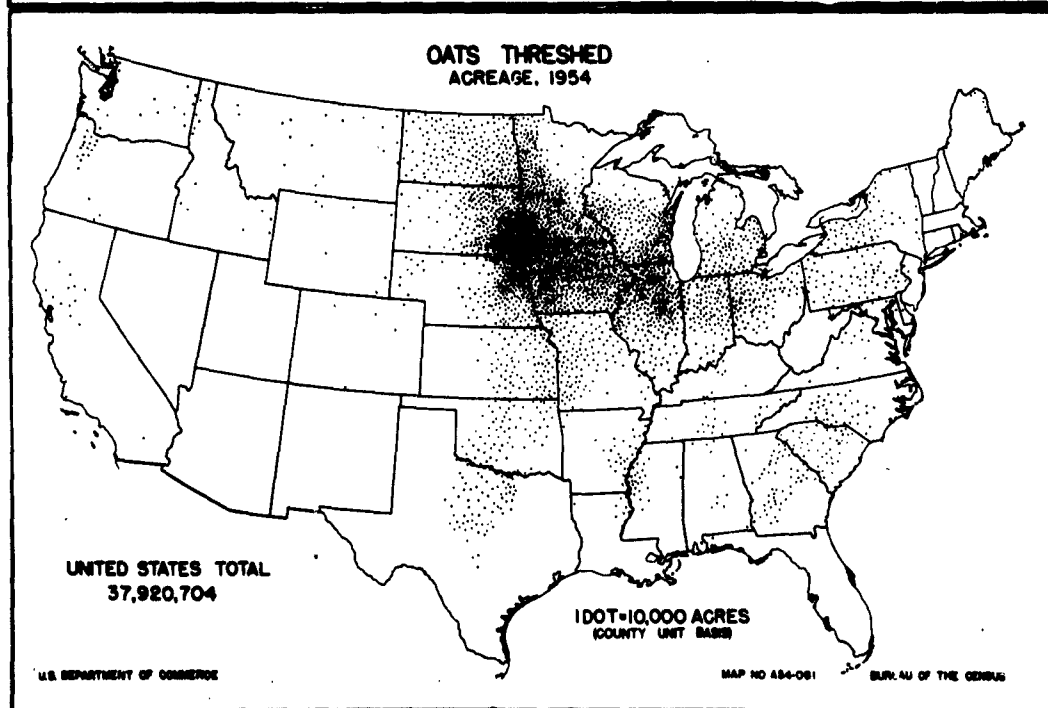 OATS THRESHED
ACREAGE, 1954
UNITED STATES TOTAL
37,920,704
1 DOT=10,000 ACRES
(COUNTY UNIT BASIS)
U.S. DEPARTMENT OF COMMERCE
MAP NO A54-061
BUREAU OF THE CENSUS